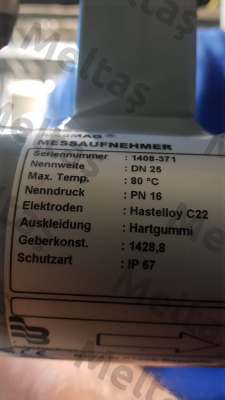 MESSAUFNEHMER
Seriennummer : 1408-371
Nennweite : DN 25
Max. Temp. : 80 °C
Nenndruck : PN 16
Elektroden : Hastelloy C22
Auskleidung : Hartgummi
Geberkonst. : 1428,8
Schutzart : IP 67
Meltaş